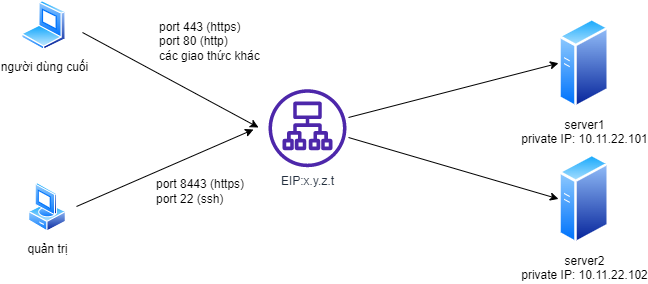 port 443 (https)
port 80 (http)
các giao thức khác
người dùng cuối
server1
private IP: 10.11.22.101
EIP:x.y.z.t
port 8443 (https)
port 22 (ssh)
quản trị
server2
private IP: 10.11.22.102